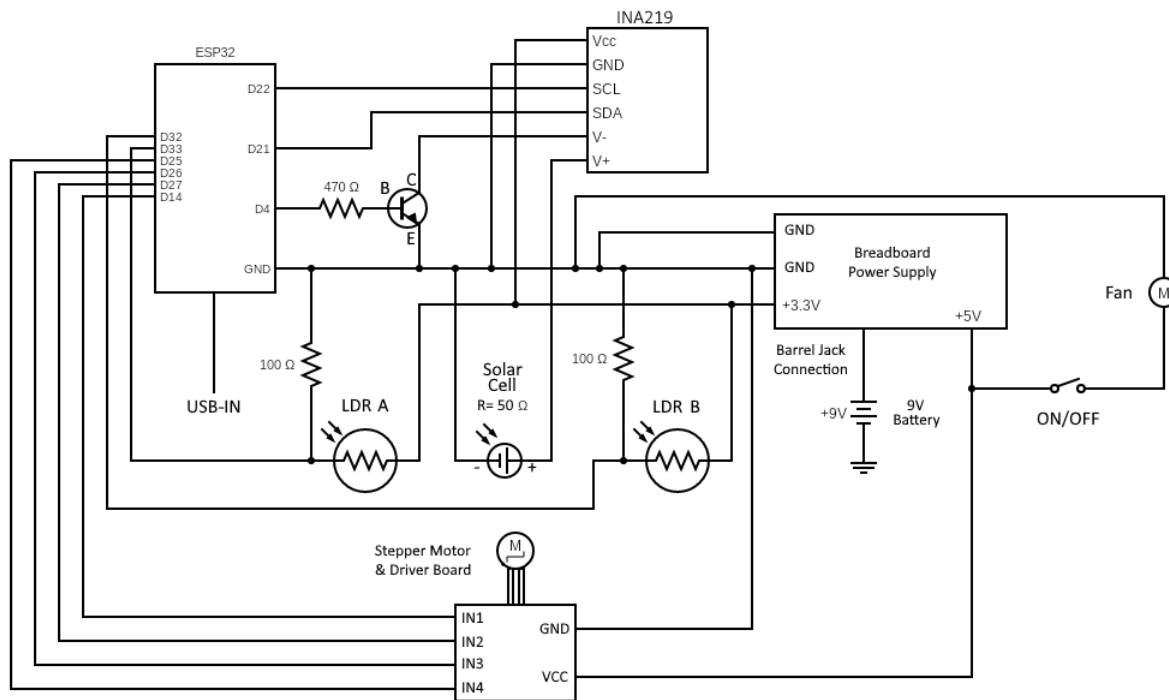 INA219
ESP32
Vcc
GND
SCL
SDA
V-
V+
D22
D21
D4
GND
D32
D33
D25
D26
D27
D14
470 Ω
B
C
E
GND
GND
+3.3V
+5V
Breadboard
Power Supply
Fan
M
Barrel Jack
Connection
+9V
9V
Battery
ON/OFF
USB-IN
100 Ω
LDR A
Solar
Cell
R= 50 Ω
-
+
100 Ω
LDR B
Stepper Motor
& Driver Board
M
IN1
IN2
IN3
IN4
GND
VCC